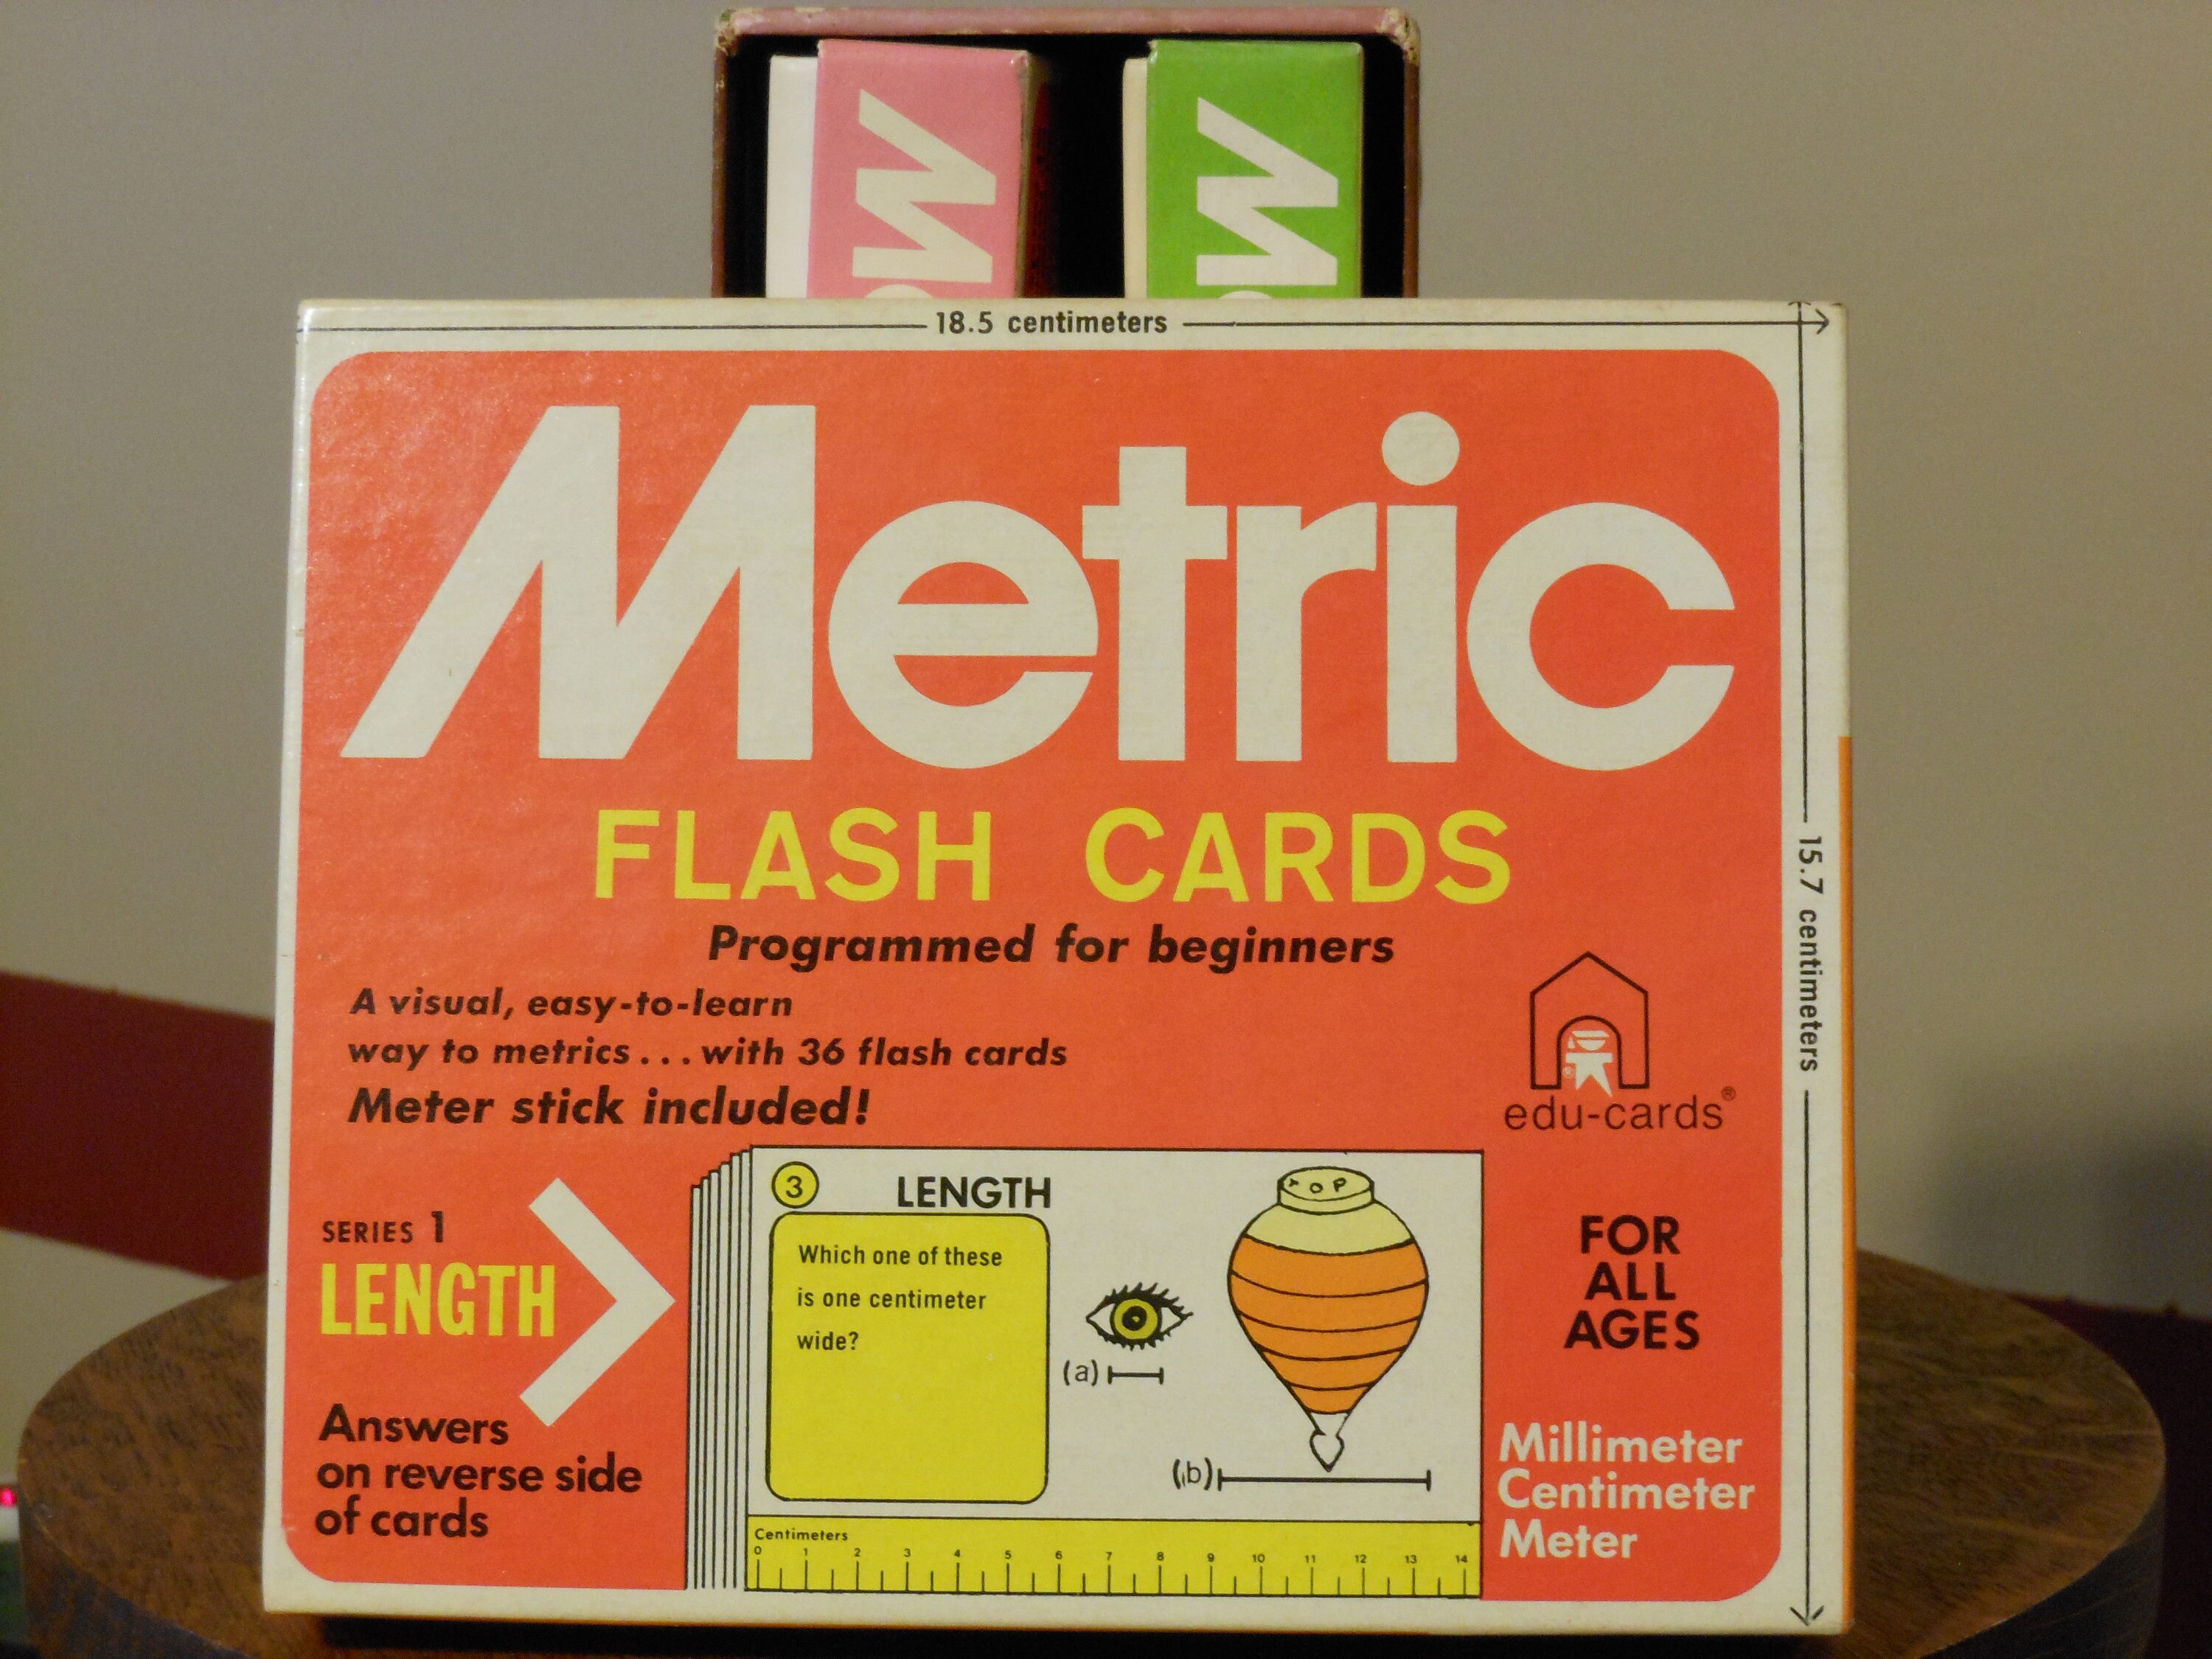 18.5 centimeters
Metric
FLASH CARDS
Programmed for beginners
A visual, easy-to-learn
way to metrics... with 36 flash cards
Meter stick included!
edu-cards®
15.7 centimeters
SERIES 1
LENGTH
Answers
on reverse side
of cards
3 LENGTH
Which one of these
is one centimeter
wide?
TOP
(a)
(b)
Centimeters
0 1 2 3 4 5 6 7 8 9 10 11 12 13 14
FOR
ALL
AGES
Millimeter
Centimeter
Meter